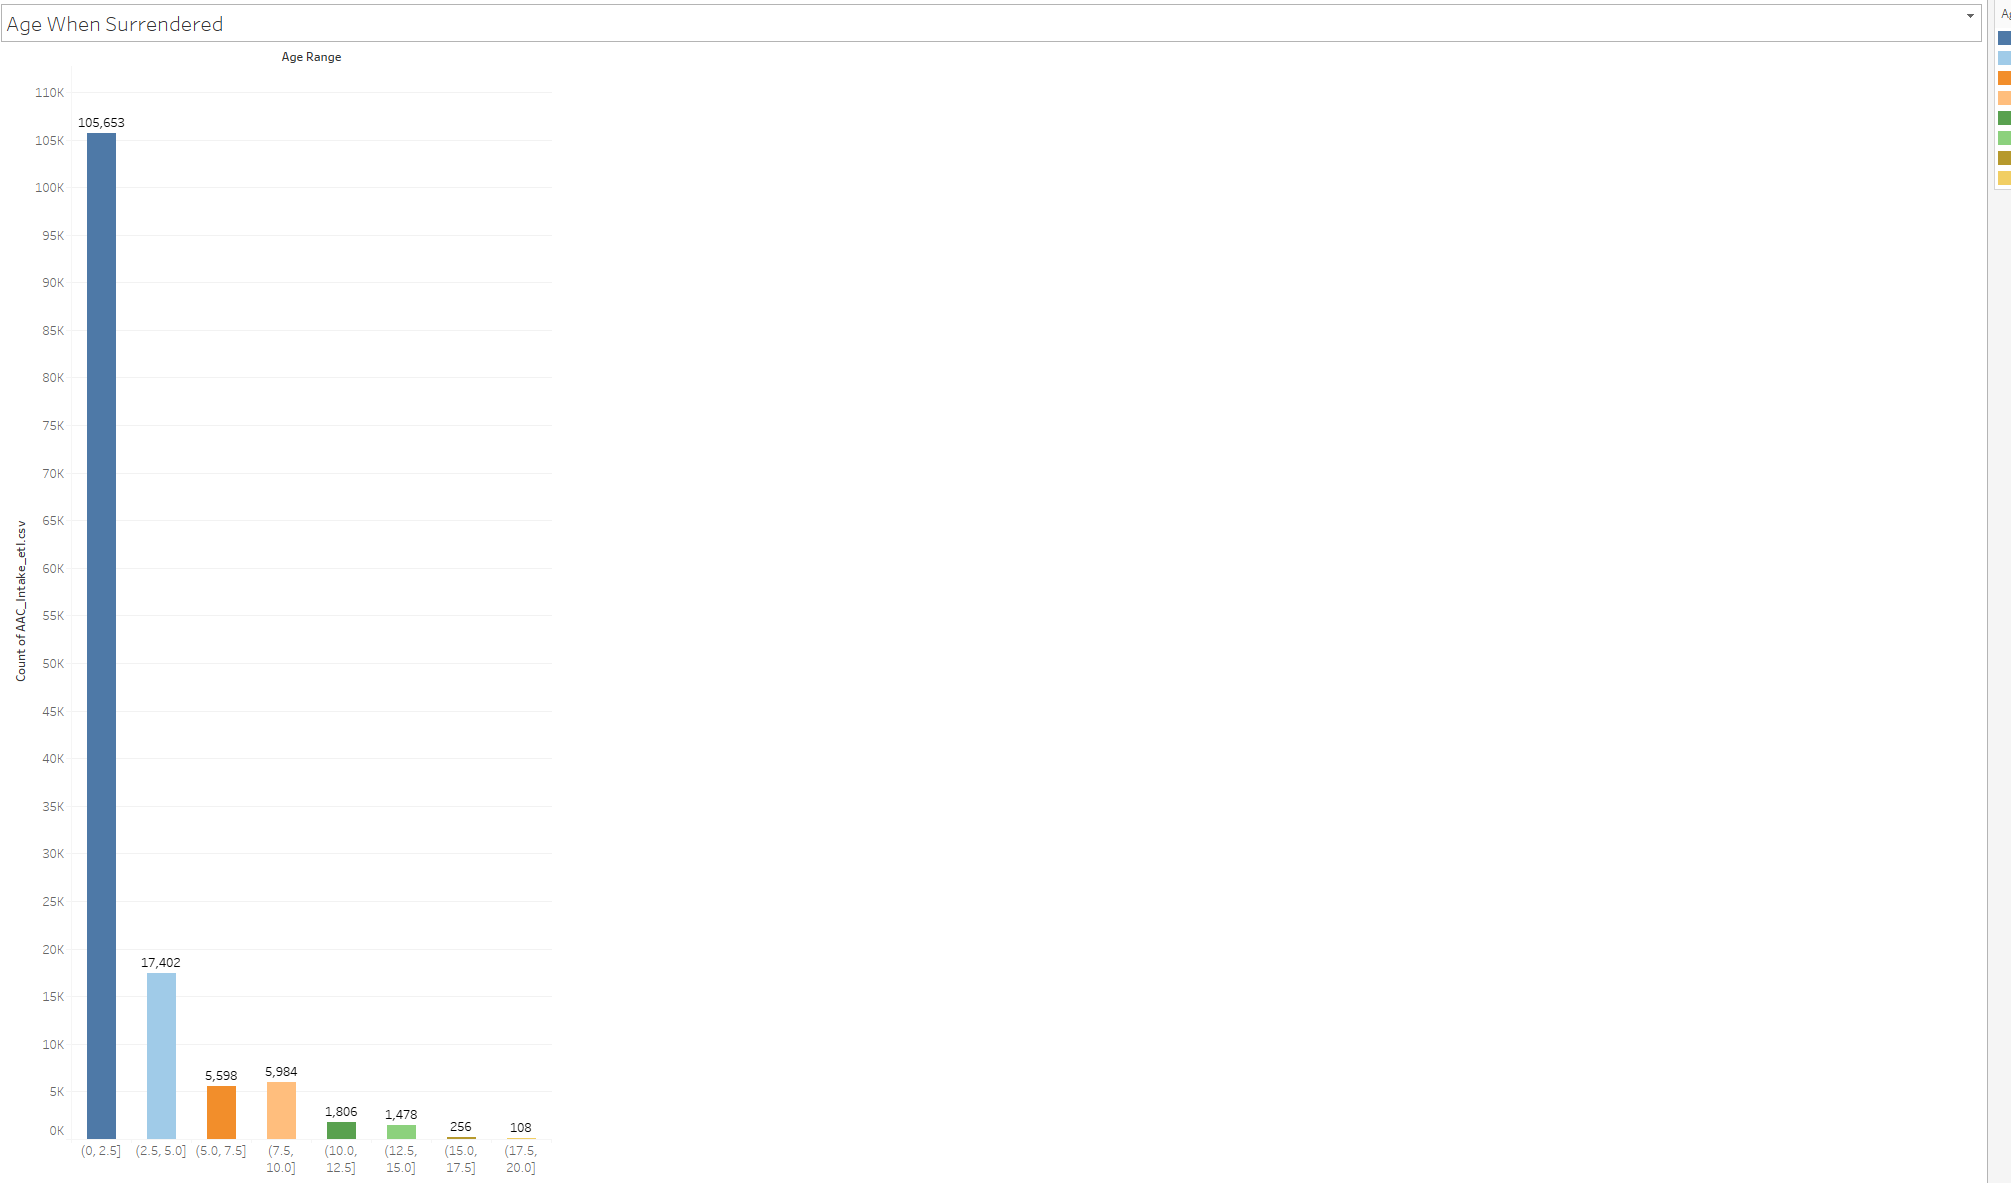 Age When Surrendered
Age Range
110K
105K
100K
95K
90K
85K
80K
75K
70K
65K
60K
55K
50K
45K
40K
35K
30K
25K
20K
15K
10K
5K
0K
Count of AAC_Intake_etl.csv
105,653
17,402
5,598
5,984
1,806
1,478
256
108
(0, 2.5]
(2.5, 5.0]
(5.0, 7.5]
(7.5,
10.0]
(10.0,
12.5]
(12.5,
15.0]
(15.0,
17.5]
(17.5,
20.0]